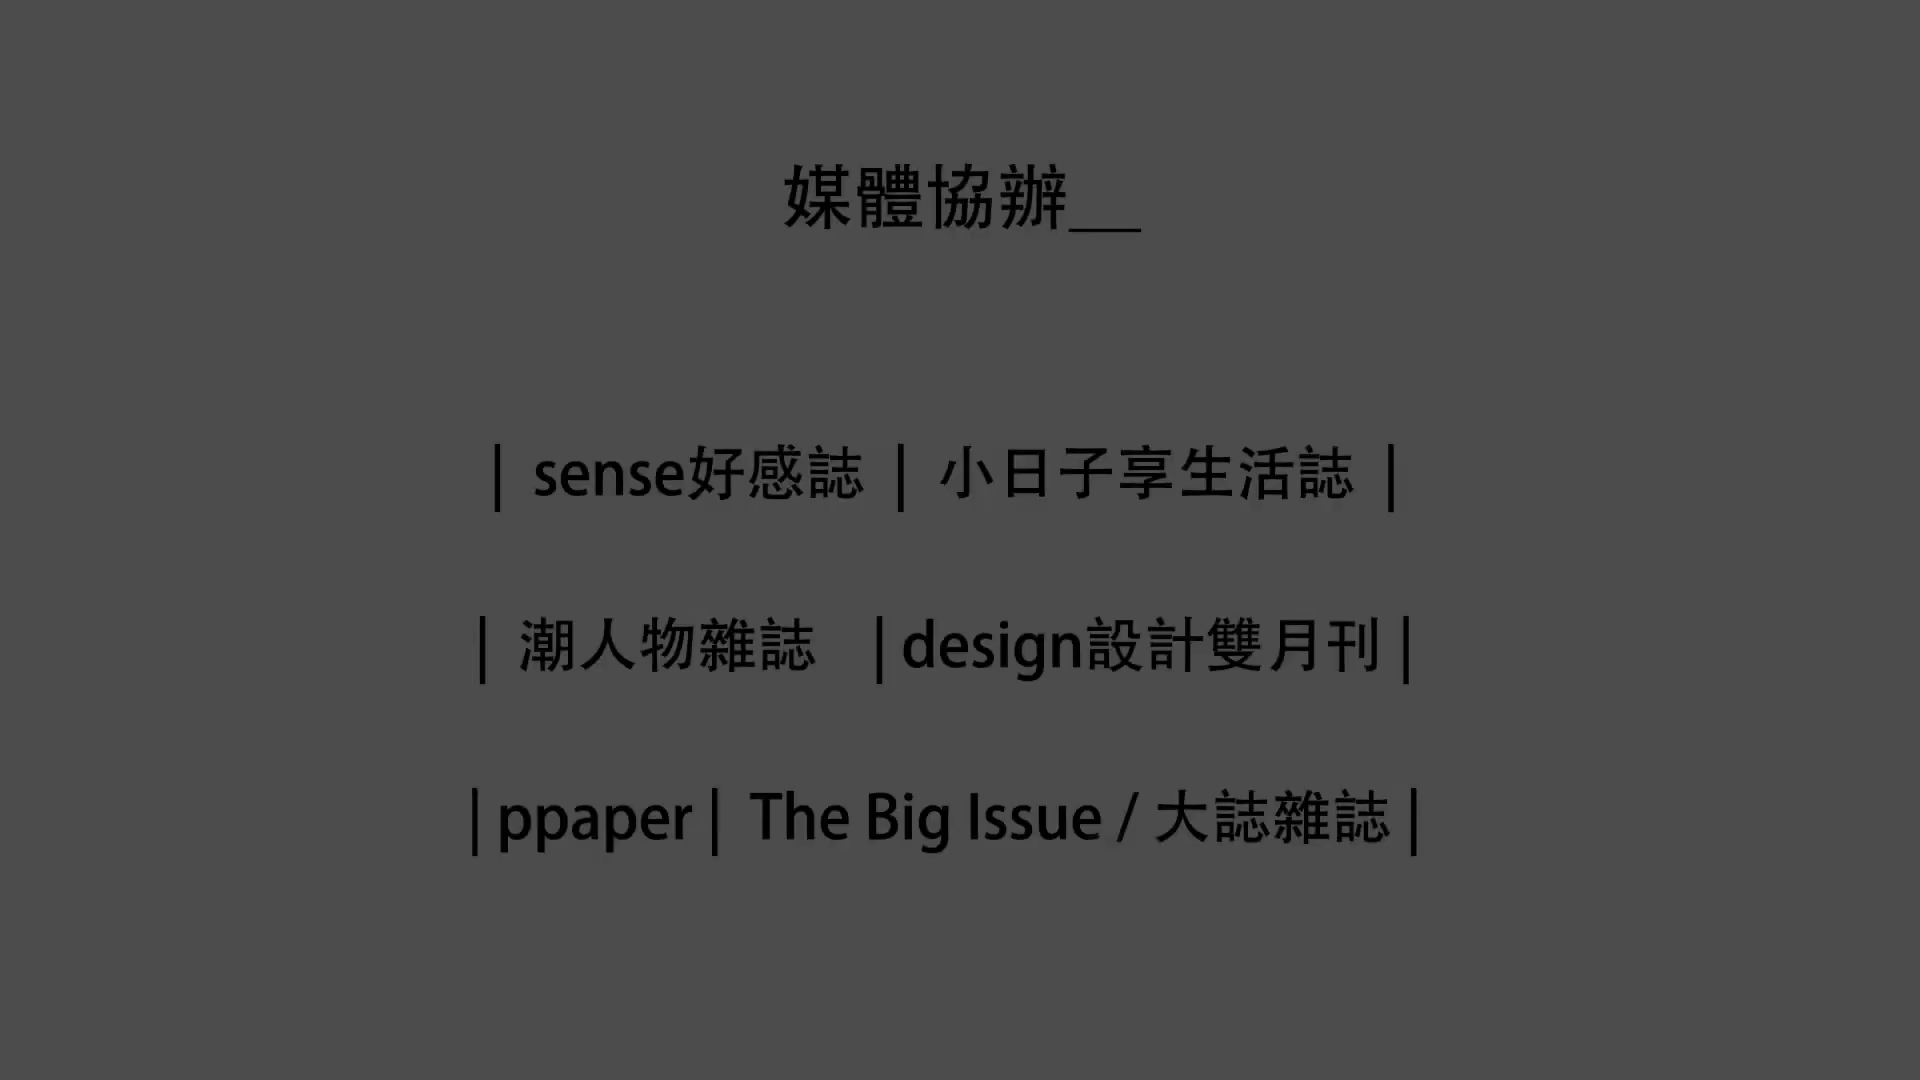 媒體協辦__
| sense好感誌 | 小日子享生活誌 |
| 潮人物雜誌 | design設計雙月刊 |
| ppaper | The Big Issue / 大誌雜誌 |